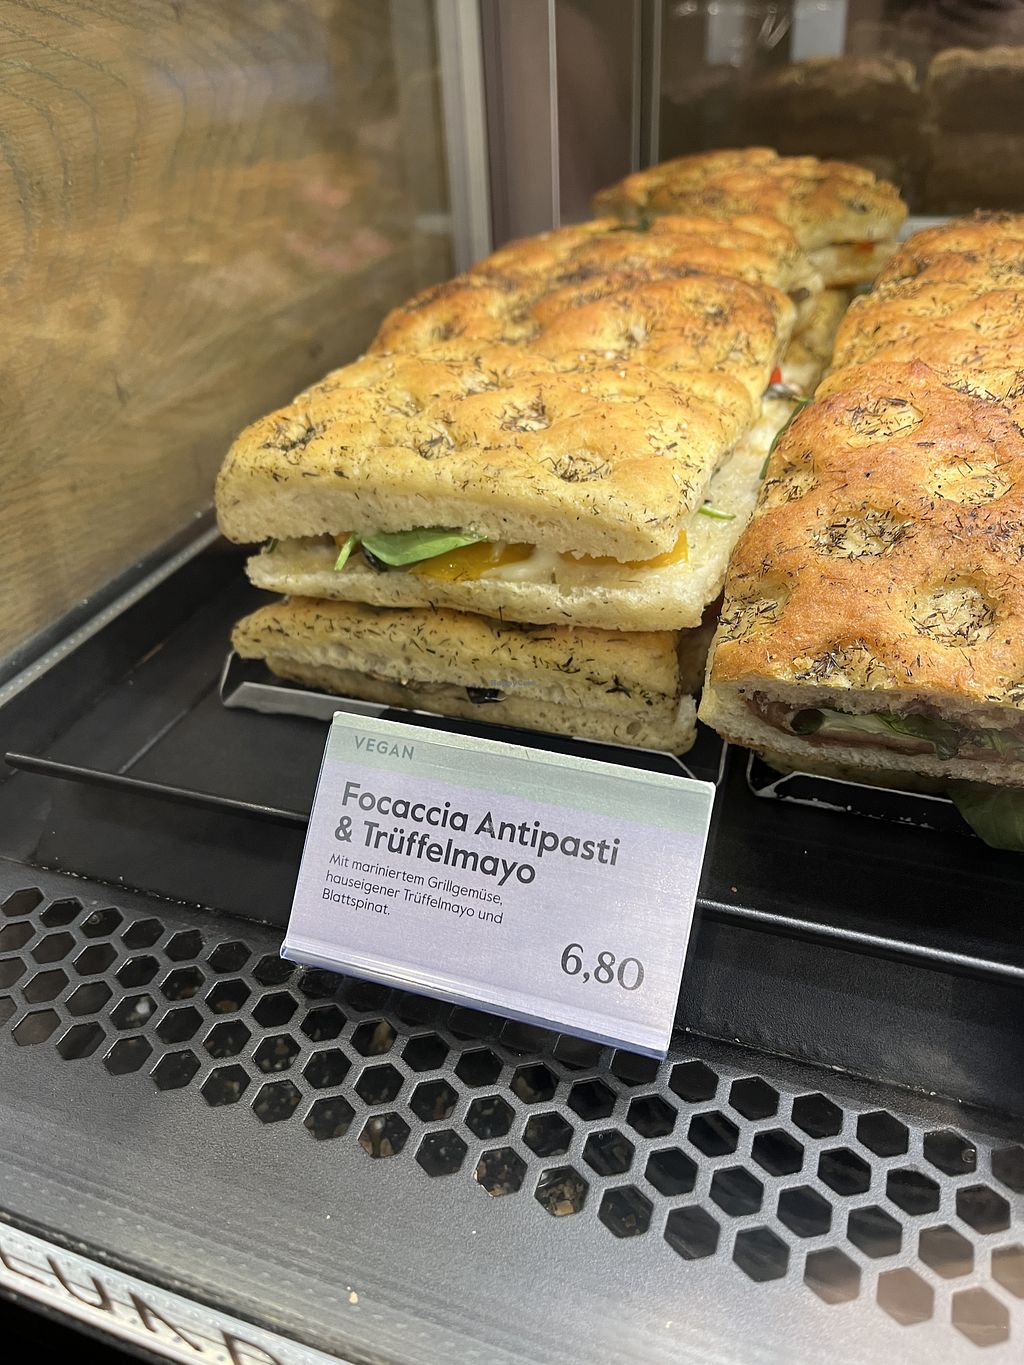 VEGAN
Focaccia Antipasti
& Trüffelmayo
Mit mariniertem Grillgemüse,
hauseigener Trüffelmayo und
Blattspinat.
6,80